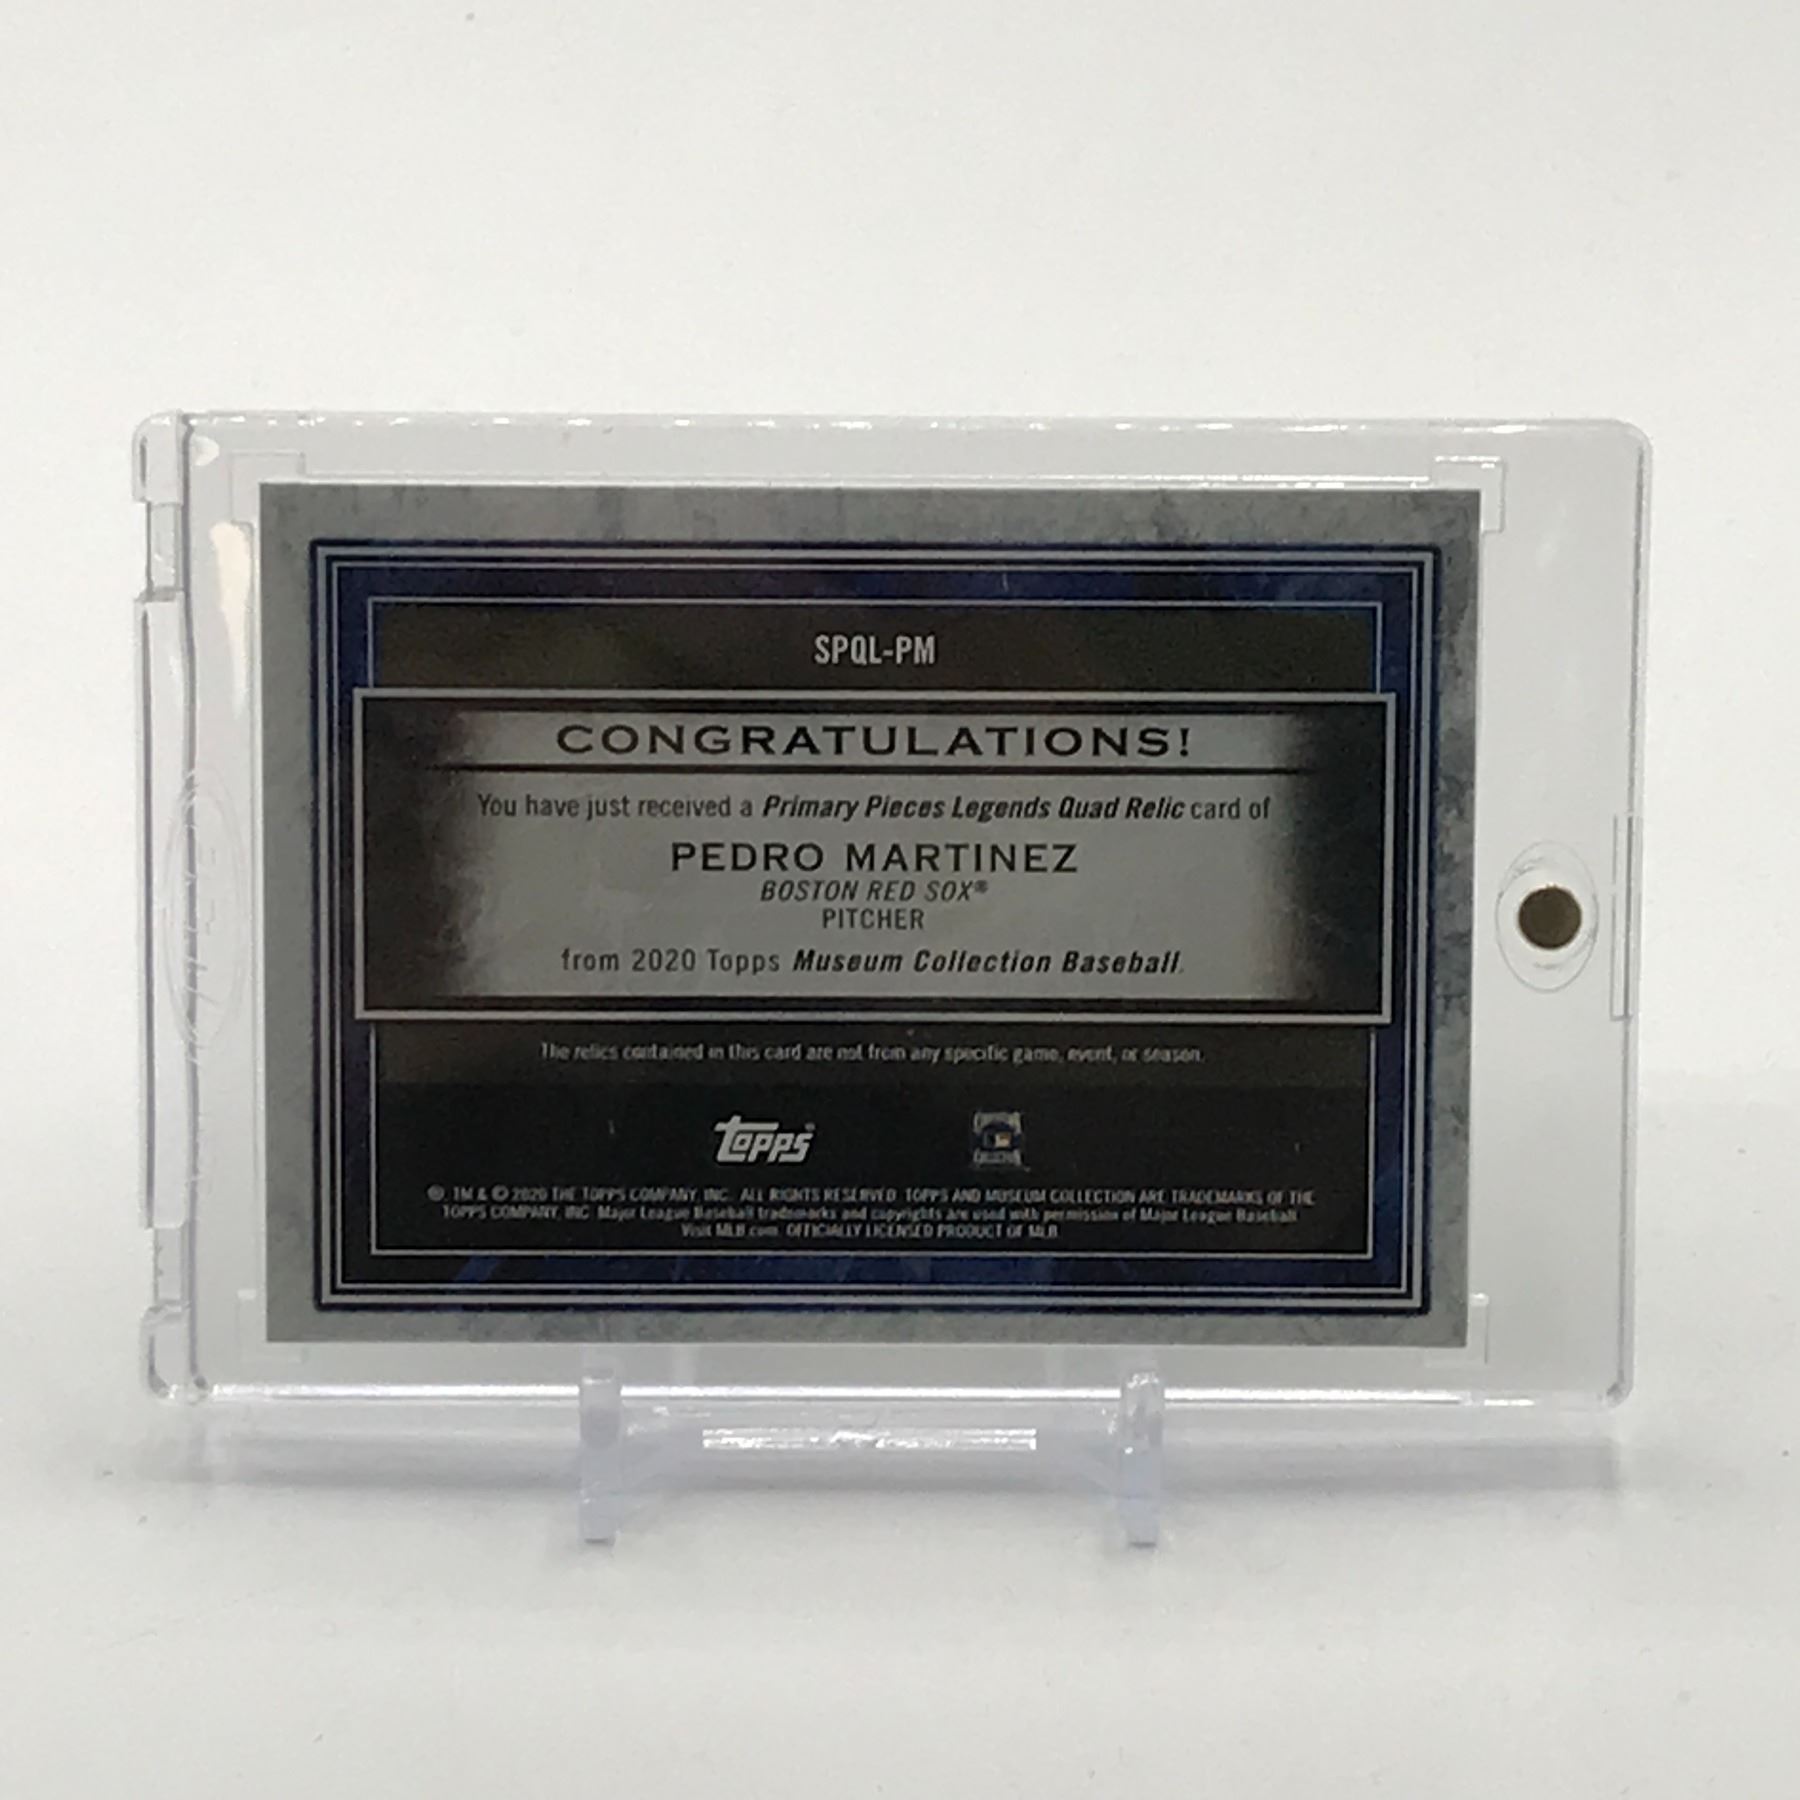 SPQL-PM
CONGRATULATIONS!
You have just received a Primary Pieces Legends Quad Relic card of
PEDRO MARTINEZ
BOSTON RED SOX®
PITCHER
from 2020 Topps Museum Collection Baseball.
The relics contained in this card are not from any specific game, event, or season.
topps
®, TM & © 2020 THE TOPPS COMPANY, INC. ALL RIGHTS RESERVED. TOPPS AND MUSEUM COLLECTION ARE TRADEMARKS OF THE
TOPPS COMPANY, INC. Major League Baseball trademarks and copyrights are used with permission of Major League Baseball.
Visit MLB.com. OFFICIALLY LICENSED PRODUCT OF MLB